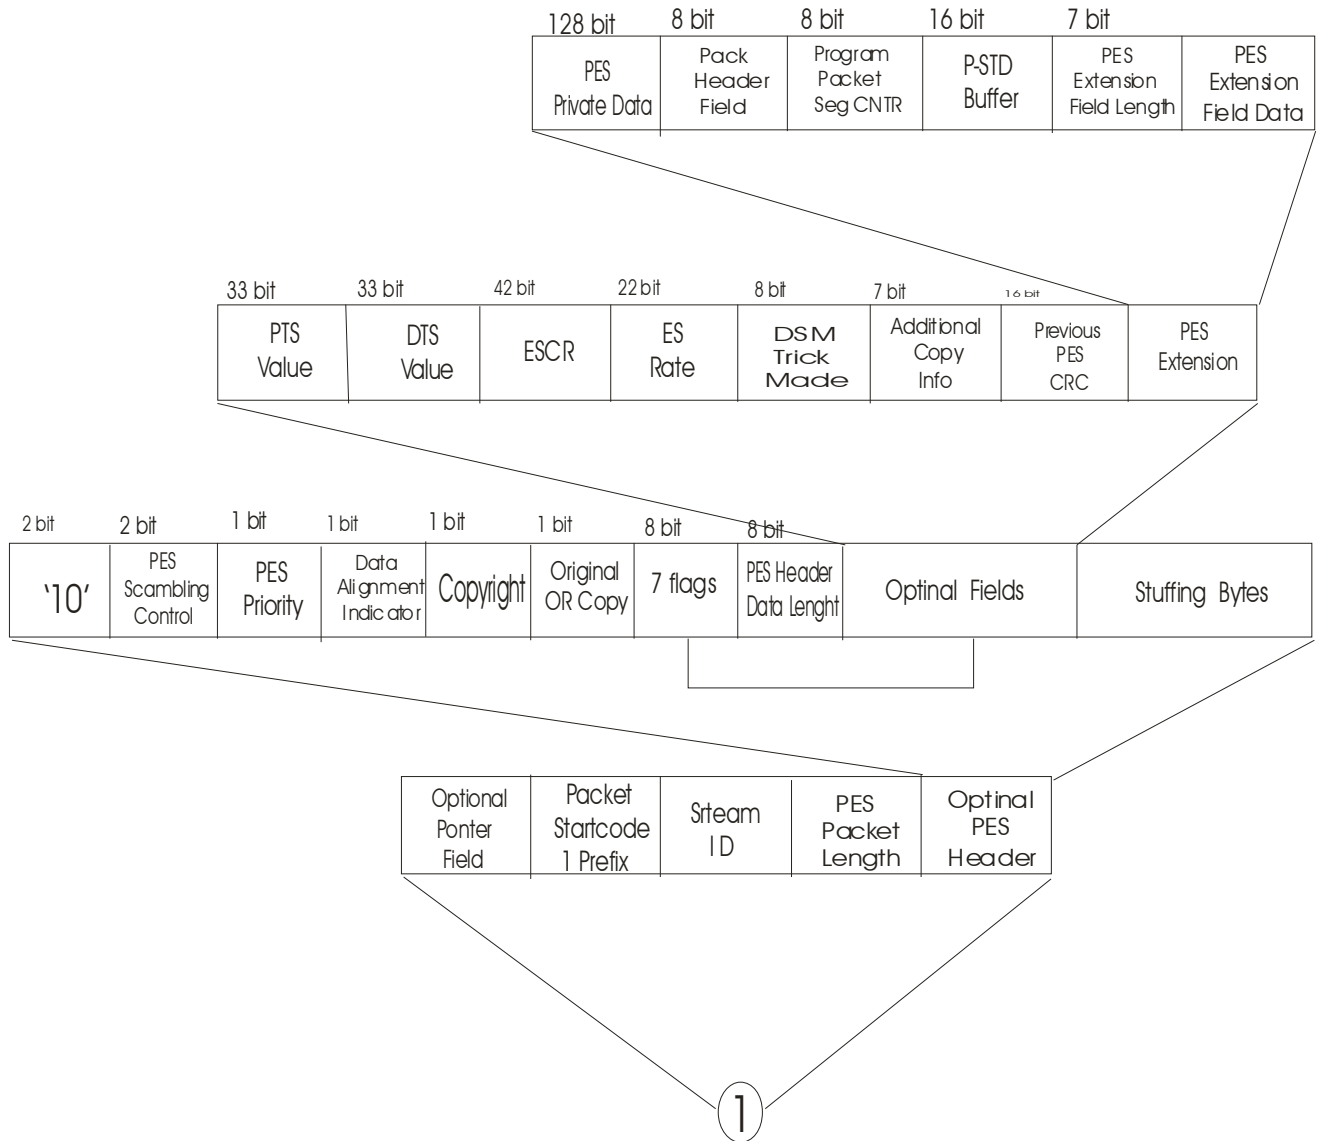 128 bit 8 bit 8 bit 16 bit 7 bit
PES
Private Data
Pack
Header
Field
Program
Packet
Seg CNTR
P-STD
Buffer
PES
Extension
Field Length
PES
Extension
Field Data
33 bit 33 bit 42 bit 22 bit 8 bit 7 bit 16 bit
PTS
Value
DTS
Value
ESCR
ES
Rate
DSM
Trick
Made
Additional
Copy
Info
Previous
PES
CRC
PES
Extension
2 bit 2 bit 1 bit 1 bit 1 bit 1 bit 8 bit 8 bit
'10'
PES
Scambling
Control
PES
Priority
Data
Alignment
Indicator
Copyright
Original
OR Copy
7 flags
PES Header
Data Lenght
Optinal Fields
Stuffing Bytes
Optional
Ponter
Field
Packet
Startcode
1 Prefix
Srteam
ID
PES
Packet
Length
Optinal
PES
Header
1